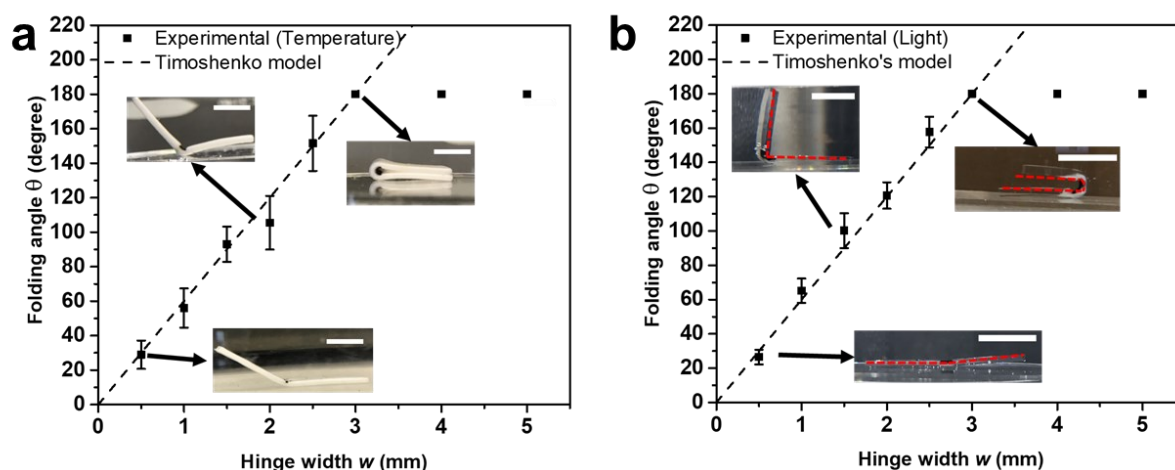 a
220
200
180
160
140
120
100
80
60
40
20
0
Folding angle θ (degree)
Experimental (Temperature)
Timoshenko model
0 1 2 3 4 5
Hinge width w (mm)
b
220
200
180
160
140
120
100
80
60
40
20
0
Folding angle θ (degree)
Experimental (Light)
Timoshenko's model
0 1 2 3 4 5
Hinge width w (mm)